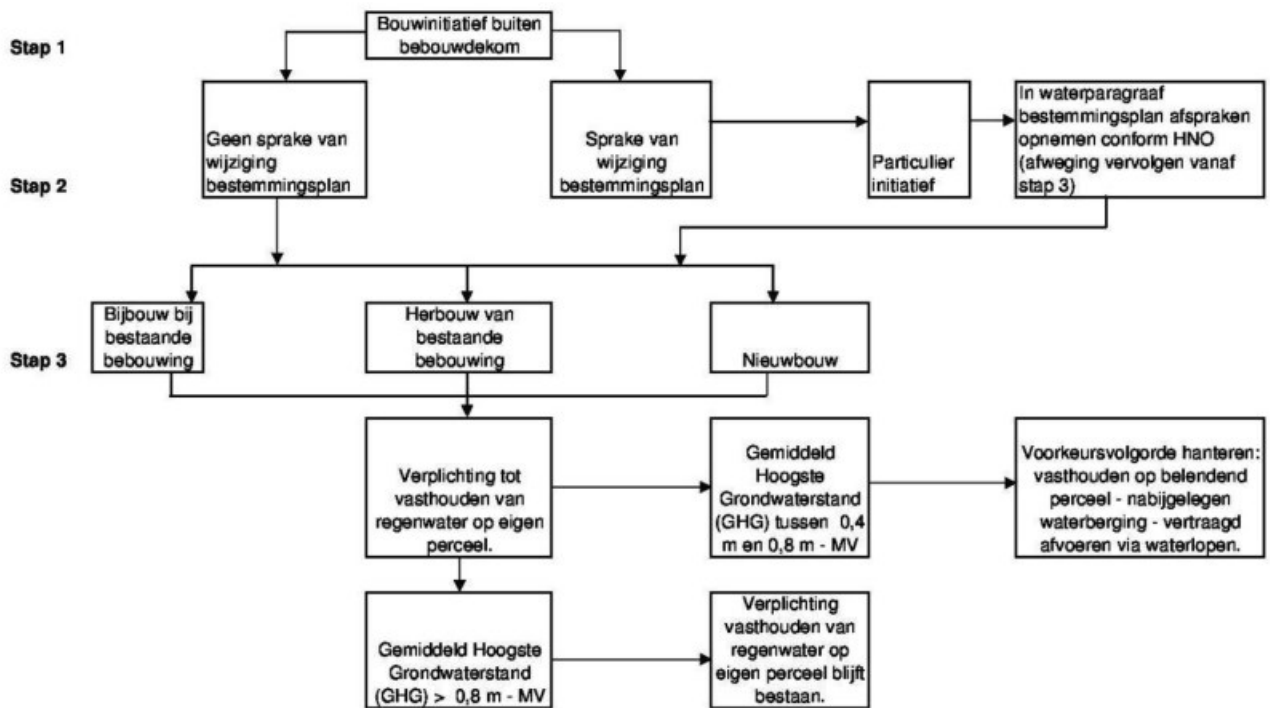 Stap 1
Bouwinitiatief buiten
bebouwdekom
Stap 2
Geen sprake van
wijziging
bestemmingsplan
Sprake van
wijziging
bestemmingsplan
Particulier
initiatief
In waterparagraaf
bestemmingsplan afspraken
opnemen conform HNO
(afweging vervolgen vanaf
stap 3)
Stap 3
Bijbouw bij
bestaande
bebouwing
Herbouw van
bestaande
bebouwing
Nieuwbouw
Verplichting tot
vasthouden van
regenwater op eigen
perceel.
Gemiddeld
Hoogste
Grondwaterstand
(GHG) tussen 0,4
m en 0,8 m - MV
Voorkeursvolgorde hanteren:
vasthouden op belendend
perceel - nabijgelegen
waterberging - vertraagd
afvoeren via waterlopen.
Gemiddeld Hoogste
Grondwaterstand
(GHG) > 0,8 m - MV
Verplichting
vasthouden van
regenwater op
eigen perceel blijft
bestaan.